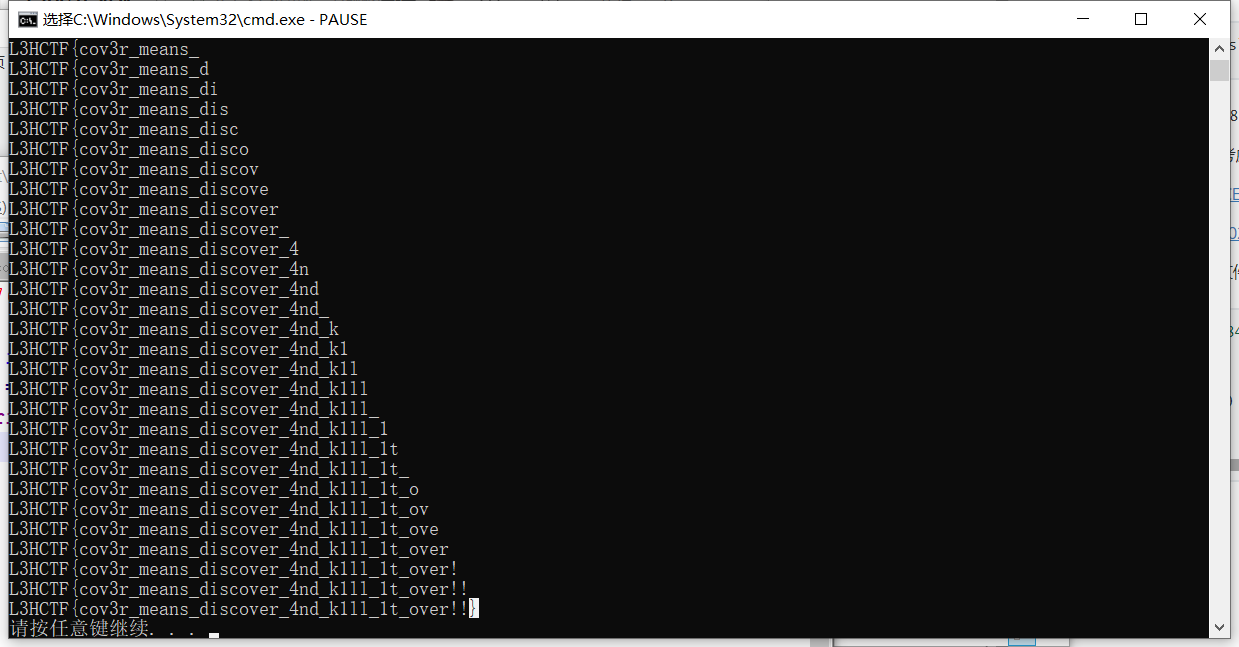 选择C:\Windows\System32\cmd.exe - PAUSE
L3HCTF{cov3r_means_
L3HCTF{cov3r_means_d
L3HCTF{cov3r_means_di
L3HCTF{cov3r_means_dis
L3HCTF{cov3r_means_disc
L3HCTF{cov3r_means_disco
L3HCTF{cov3r_means_discov
L3HCTF{cov3r_means_discove
L3HCTF{cov3r_means_discover
L3HCTF{cov3r_means_discover_
L3HCTF{cov3r_means_discover_4
L3HCTF{cov3r_means_discover_4n
L3HCTF{cov3r_means_discover_4nd
L3HCTF{cov3r_means_discover_4nd_
L3HCTF{cov3r_means_discover_4nd_k
L3HCTF{cov3r_means_discover_4nd_k1
L3HCTF{cov3r_means_discover_4nd_k1l
L3HCTF{cov3r_means_discover_4nd_k1ll
L3HCTF{cov3r_means_discover_4nd_k1ll_
L3HCTF{cov3r_means_discover_4nd_k1ll_1
L3HCTF{cov3r_means_discover_4nd_k1ll_1t
L3HCTF{cov3r_means_discover_4nd_k1ll_1t_
L3HCTF{cov3r_means_discover_4nd_k1ll_1t_o
L3HCTF{cov3r_means_discover_4nd_k1ll_1t_ov
L3HCTF{cov3r_means_discover_4nd_k1ll_1t_ove
L3HCTF{cov3r_means_discover_4nd_k1ll_1t_over
L3HCTF{cov3r_means_discover_4nd_k1ll_1t_over!
L3HCTF{cov3r_means_discover_4nd_k1ll_1t_over!!
L3HCTF{cov3r_means_discover_4nd_k1ll_1t_over!!}
请按任意键继续. . .